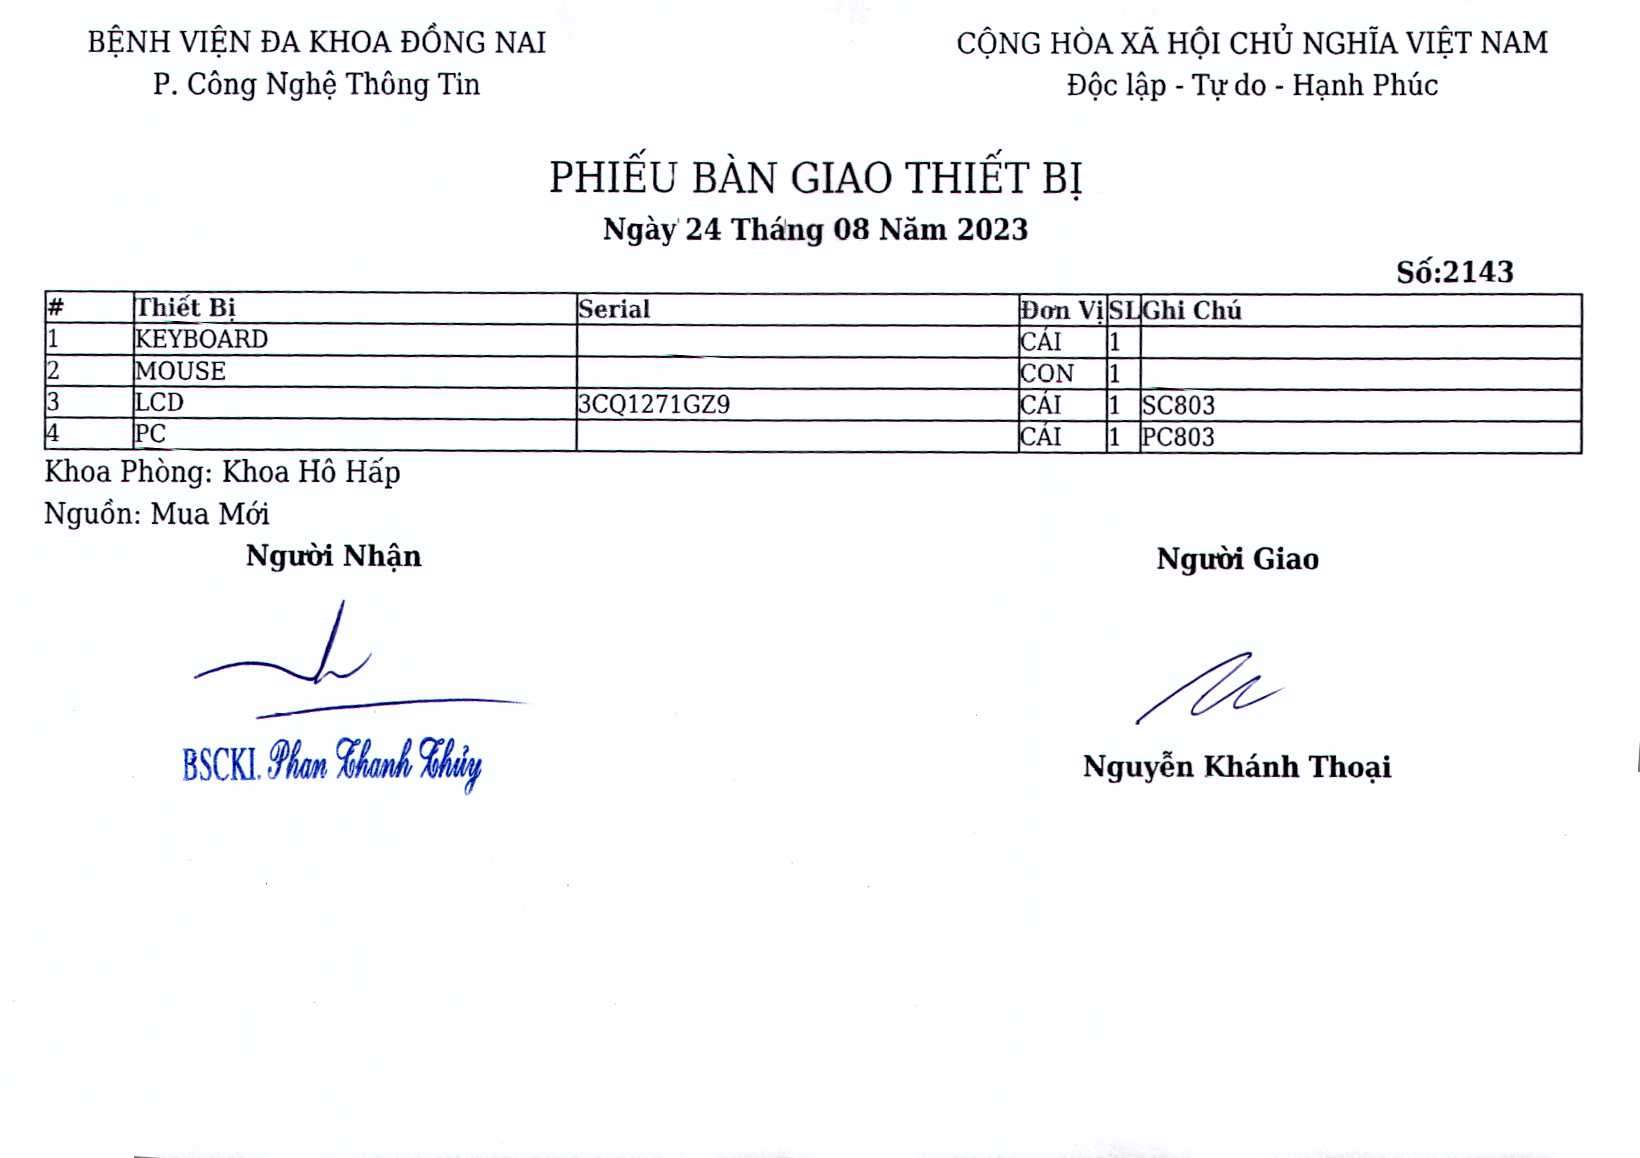 BỆNH VIỆN ĐA KHOA ĐỒNG NAI
P. Công Nghệ Thông Tin
CỘNG HÒA XÃ HỘI CHỦ NGHĨA VIỆT NAM
Độc lập - Tự do - Hạnh Phúc
PHIẾU BÀN GIAO THIẾT BỊ
Ngày 24 Tháng 08 Năm 2023
Số:2143
# Thiết Bị Serial Đơn Vị SL Ghi Chú
1 KEYBOARD CÁI 1
2 MOUSE CON 1
3 LCD 3CQ1271GZ9 CÁI 1 SC803
4 PC CÁI 1 PC803
Khoa Phòng: Khoa Hô Hấp
Nguồn: Mua Mới
Người Nhận
Người Giao
BSCKI. Phan Thanh Thủy
Nguyễn Khánh Thoại